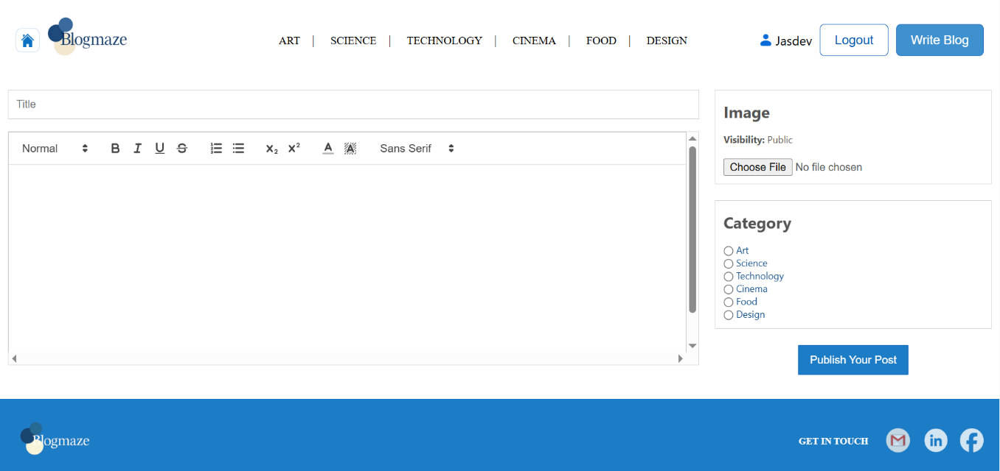 Blogmaze
ART | SCIENCE | TECHNOLOGY | CINEMA | FOOD | DESIGN
Jasdev
Logout
Write Blog
Title
Normal B I U S X₂ X² A A Sans Serif
Image
Visibility: Public
Choose File No file chosen
Category
Art
Science
Technology
Cinema
Food
Design
Publish Your Post
Blogmaze
GET IN TOUCH